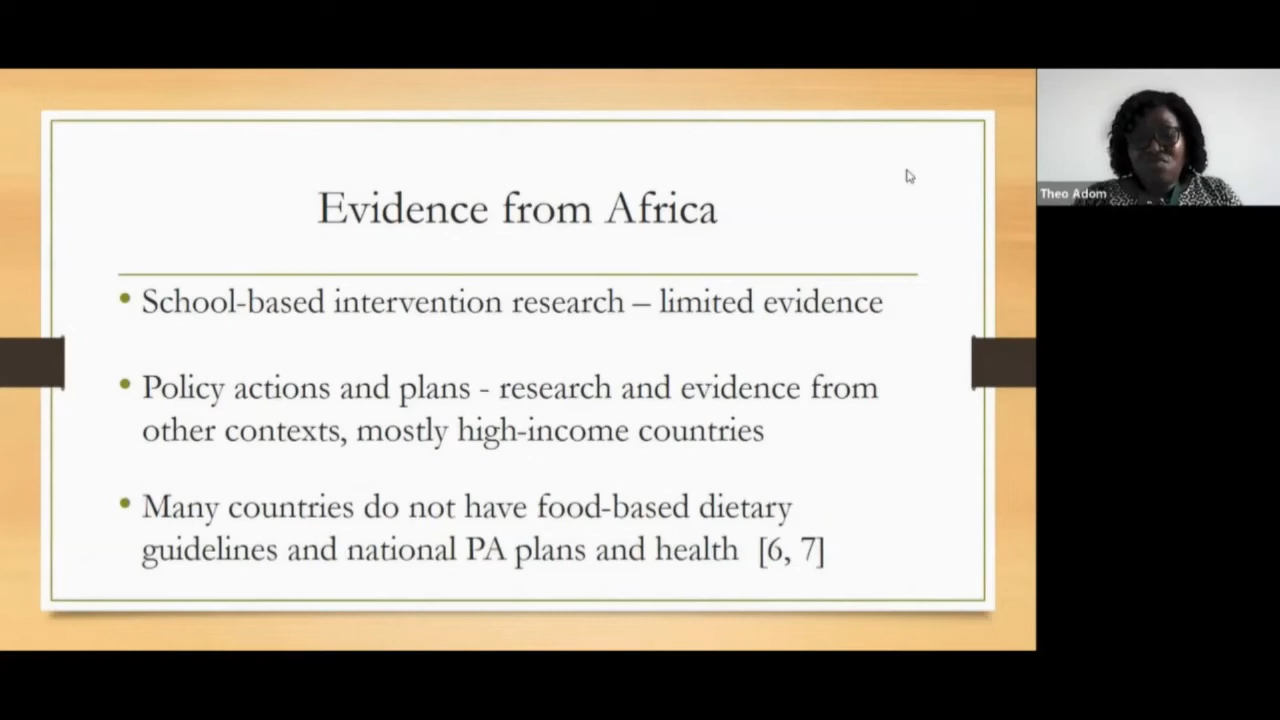 Evidence from Africa
• School-based intervention research – limited evidence
• Policy actions and plans - research and evidence from
other contexts, mostly high-income countries
• Many countries do not have food-based dietary
guidelines and national PA plans and health [6, 7]
Theo Adom